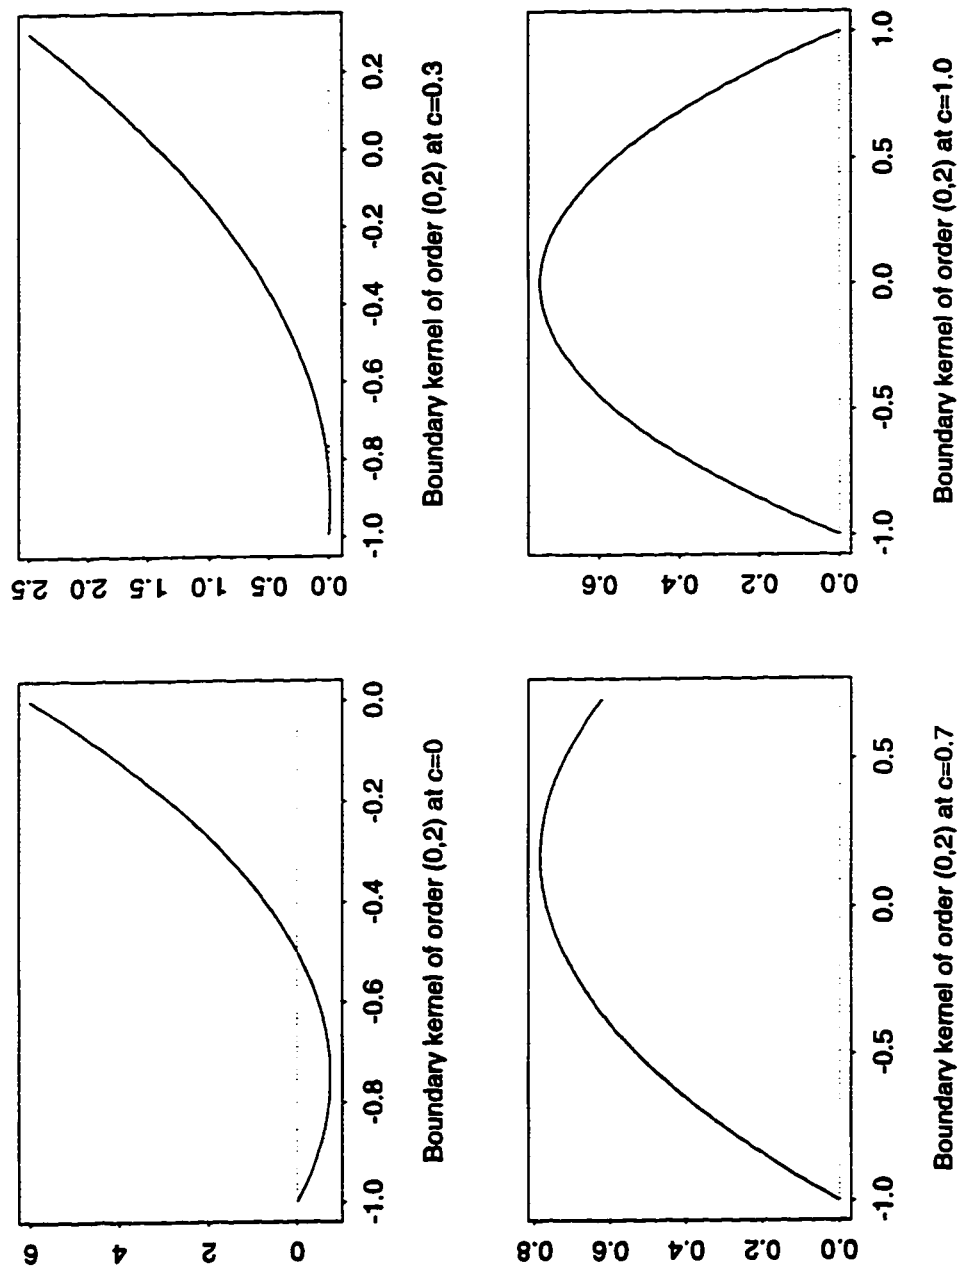 6
4
2
0
-1.0 -0.8 -0.6 -0.4 -0.2 0.0
Boundary kernel of order (0,2) at c=0
2.5
2.0
1.5
1.0
0.5
0.0
-1.0 -0.8 -0.6 -0.4 -0.2 0.0 0.2
Boundary kernel of order (0,2) at c=0.3
0.8
0.6
0.4
0.2
0.0
-1.0 -0.5 0.0 0.5
Boundary kernel of order (0,2) at c=0.7
0.6
0.4
0.2
0.0
-1.0 -0.5 0.0 0.5 1.0
Boundary kernel of order (0,2) at c=1.0